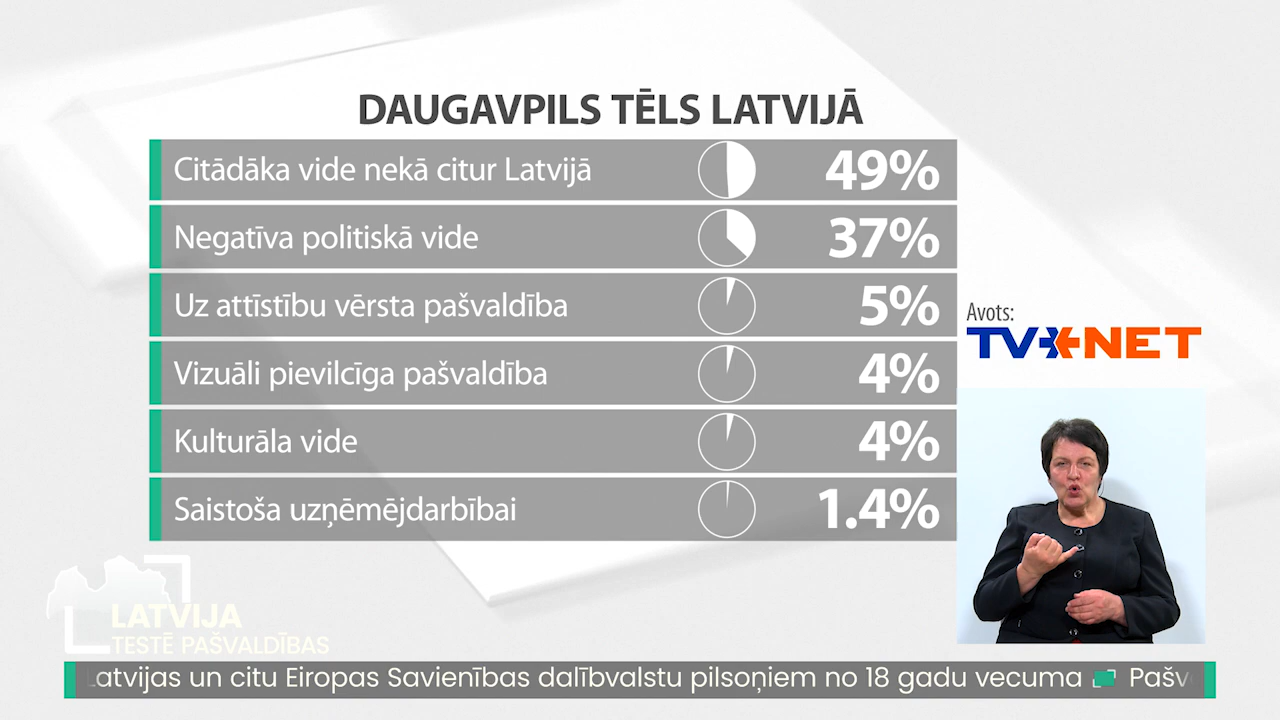 DAUGAVPILS TĒLS LATVIJĀ
Citādāka vide nekā citur Latvijā 49%
Negatīva politiskā vide 37%
Uz attīstību vērsta pašvaldība 5%
Vizuāli pievilcīga pašvaldība 4%
Kulturāla vide 4%
Saistoša uzņēmējdarbībai 1.4%
Avots:
TVNET
LATVIJA
TESTĒ PAŠVALDĪBAS
Latvijas un citu Eiropas Savienības dalībvalstu pilsoņiem no 18 gadu vecuma Pašv